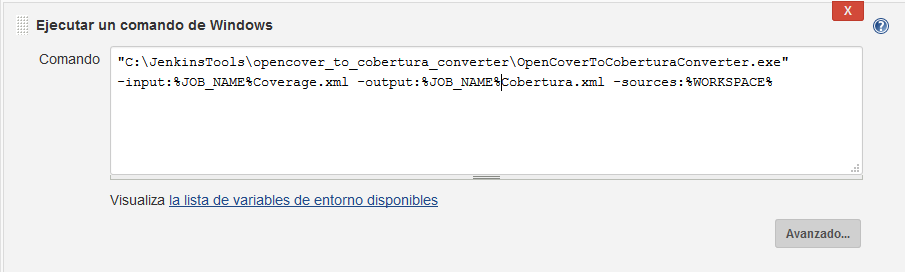 X
Ejecutar un comando de Windows
?
Comando
"C:\JenkinsTools\opencover_to_cobertura_converter\OpenCoverToCoberturaConverter.exe"
-input:%JOB_NAME%Coverage.xml -output:%JOB_NAME%Cobertura.xml -sources:%WORKSPACE%
Visualiza la lista de variables de entorno disponibles
Avanzado...